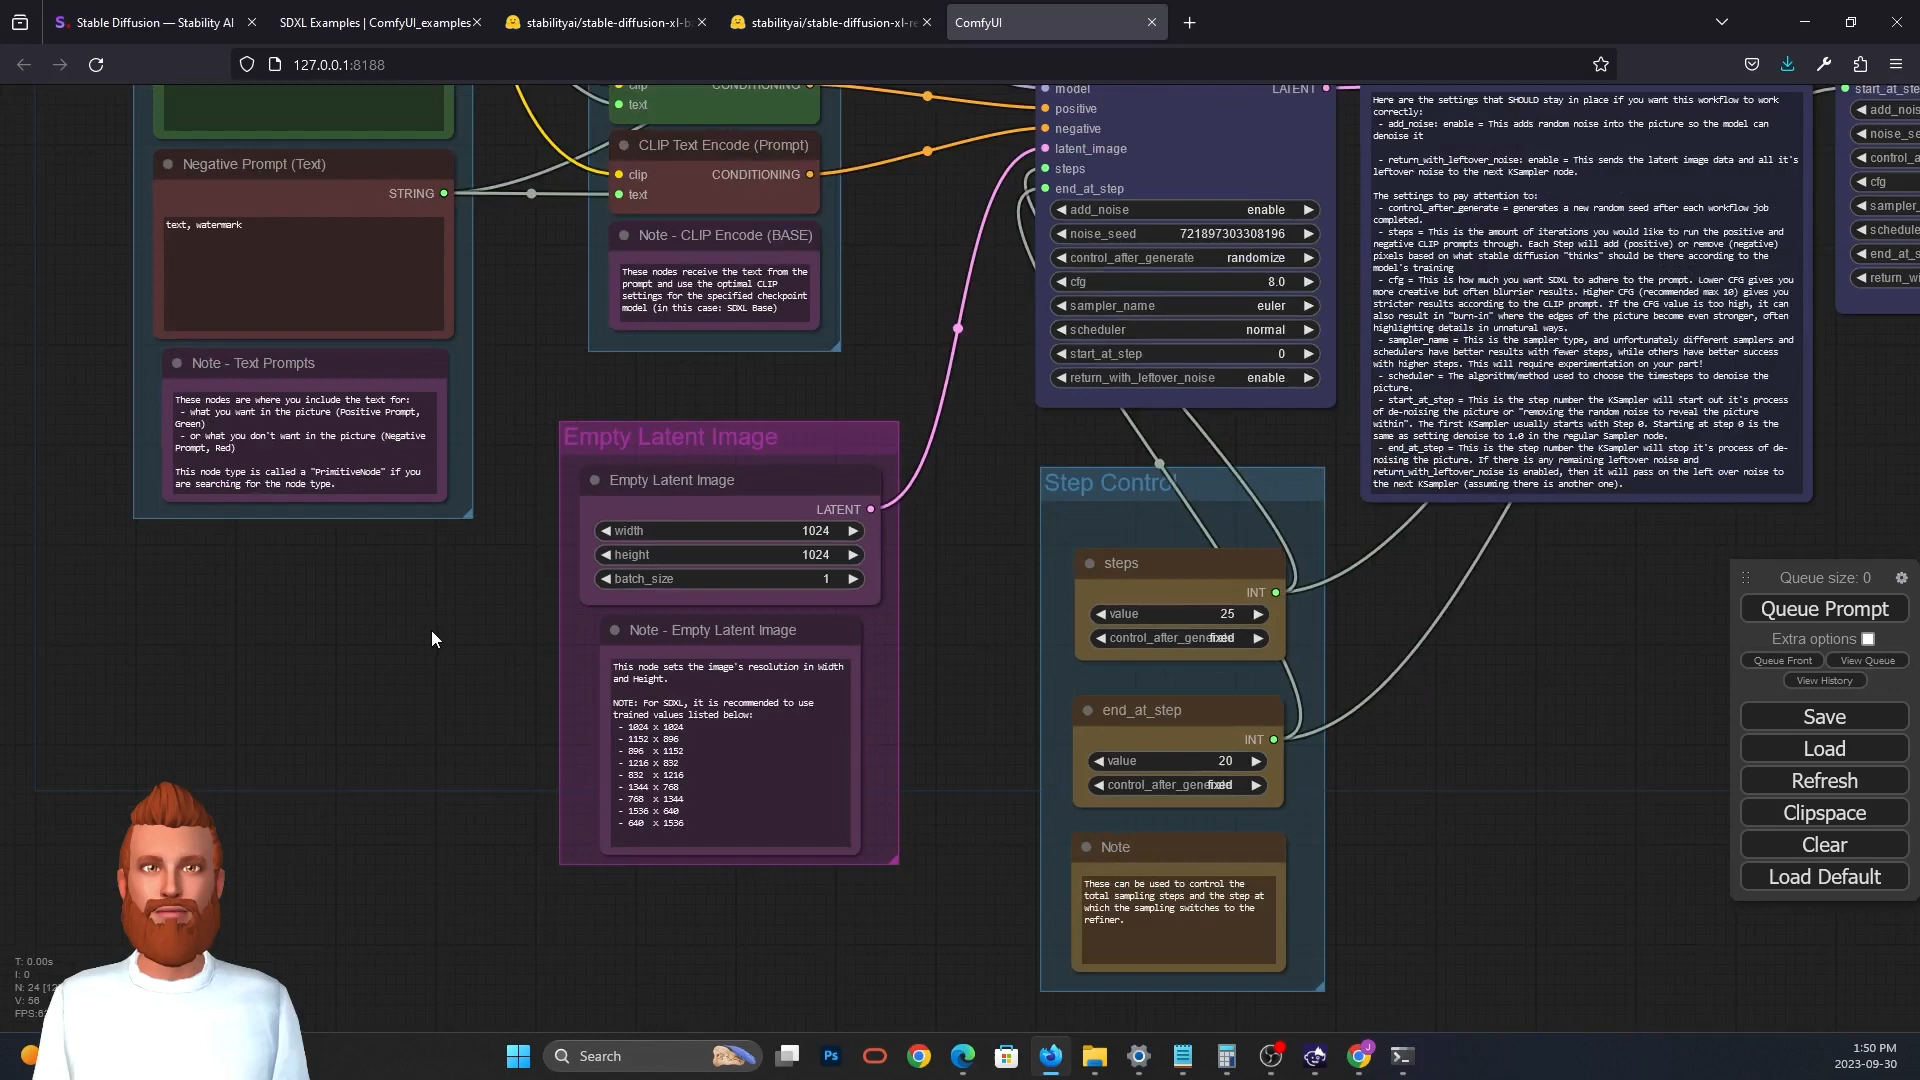 Stable Diffusion — Stability AI
SDXL Examples | ComfyUI_examples
stabilityai/stable-diffusion-xl-b
stabilityai/stable-diffusion-xl-re
ComfyUI
127.0.0.1:8188
clip
CONDITIONING
text
CLIP Text Encode (Prompt)
clip
CONDITIONING
text
Note - CLIP Encode (BASE)
These nodes receive the text from the
prompt and use the optimal CLIP
settings for the specified checkpoint
model (in this case: SDXL Base)
Negative Prompt (Text)
STRING
text, watermark
Note - Text Prompts
These nodes are where you include the text for:
- what you want in the picture (Positive Prompt,
Green)
- or what you don't want in the picture (Negative
Prompt, Red)
This node type is called a "PrimitiveNode" if you
are searching for the node type.
Empty Latent Image
Empty Latent Image
LATENT
width 1024
height 1024
batch_size 1
Note - Empty Latent Image
This node sets the image's resolution in Width
and Height.
NOTE: For SDXL, it is recommended to use
trained values listed below:
- 1024 x 1024
- 1152 x 896
- 896 x 1152
- 1216 x 832
- 832 x 1216
- 1344 x 768
- 768 x 1344
- 1536 x 640
- 640 x 1536
model
LATENT
positive
negative
latent_image
steps
end_at_step
add_noise enable
noise_seed 721897303308196
control_after_generate randomize
cfg 8.0
sampler_name euler
scheduler normal
start_at_step 0
return_with_leftover_noise enable
Step Control
steps
INT
value 25
control_after_generated fixed
end_at_step
INT
value 20
control_after_generated fixed
Note
These can be used to control the
total sampling steps and the step at
which the sampling switches to the
refiner.
Here are the settings that SHOULD stay in place if you want this workflow to work
correctly:
- add_noise: enable = This adds random noise into the picture so the model can
denoise it
- return_with_leftover_noise: enable = This sends the latent image data and all it's
leftover noise to the next KSampler node.
The settings to pay attention to:
- control_after_generate = generates a new random seed after each workflow job
completed.
- steps = This is the amount of iterations you would like to run the positive and
negative CLIP prompts through. Each Step will add (positive) or remove (negative)
pixels based on what stable diffusion "thinks" should be there according to the
model's training
- cfg = This is how much you want SDXL to adhere to the prompt. Lower CFG gives you
more creative but often blurrier results. Higher CFG (recommended max 10) gives you
stricter results according to the CLIP prompt. If the CFG value is too high, it can
also result in "burn-in" where the edges of the picture become even stronger, often
highlighting details in unnatural ways.
- sampler_name = This is the sampler type, and unfortunately different samplers and
schedulers have better results with fewer steps, while others have better success
with higher steps. This will require experimentation on your part!
- scheduler = The algorithm/method used to choose the timesteps to denoise the
picture.
- start_at_step = This is the step number the KSampler will start out it's process
of de-noising the picture or "removing the random noise to reveal the picture
within". The first KSampler usually starts with Step 0. Starting at step 0 is the
same as setting denoise to 1.0 in the regular Sampler node.
- end_at_step = This is the step number the KSampler will stop it's process of de-
noising the picture. If there is any remaining leftover noise and
return_with_leftover_noise is enabled, then it will pass on the left over noise to
the next KSampler (assuming there is another one).
start_at_ste
add_nois
noise_se
control_a
cfg
sampler_
schedule
end_at_s
return_wi
Queue size: 0
Queue Prompt
Extra options
Queue Front
View Queue
View History
Save
Load
Refresh
Clipspace
Clear
Load Default
T: 0.00s
I: 0
N: 24
V: 56
Ps
Search
1:50 PM
2023-09-30